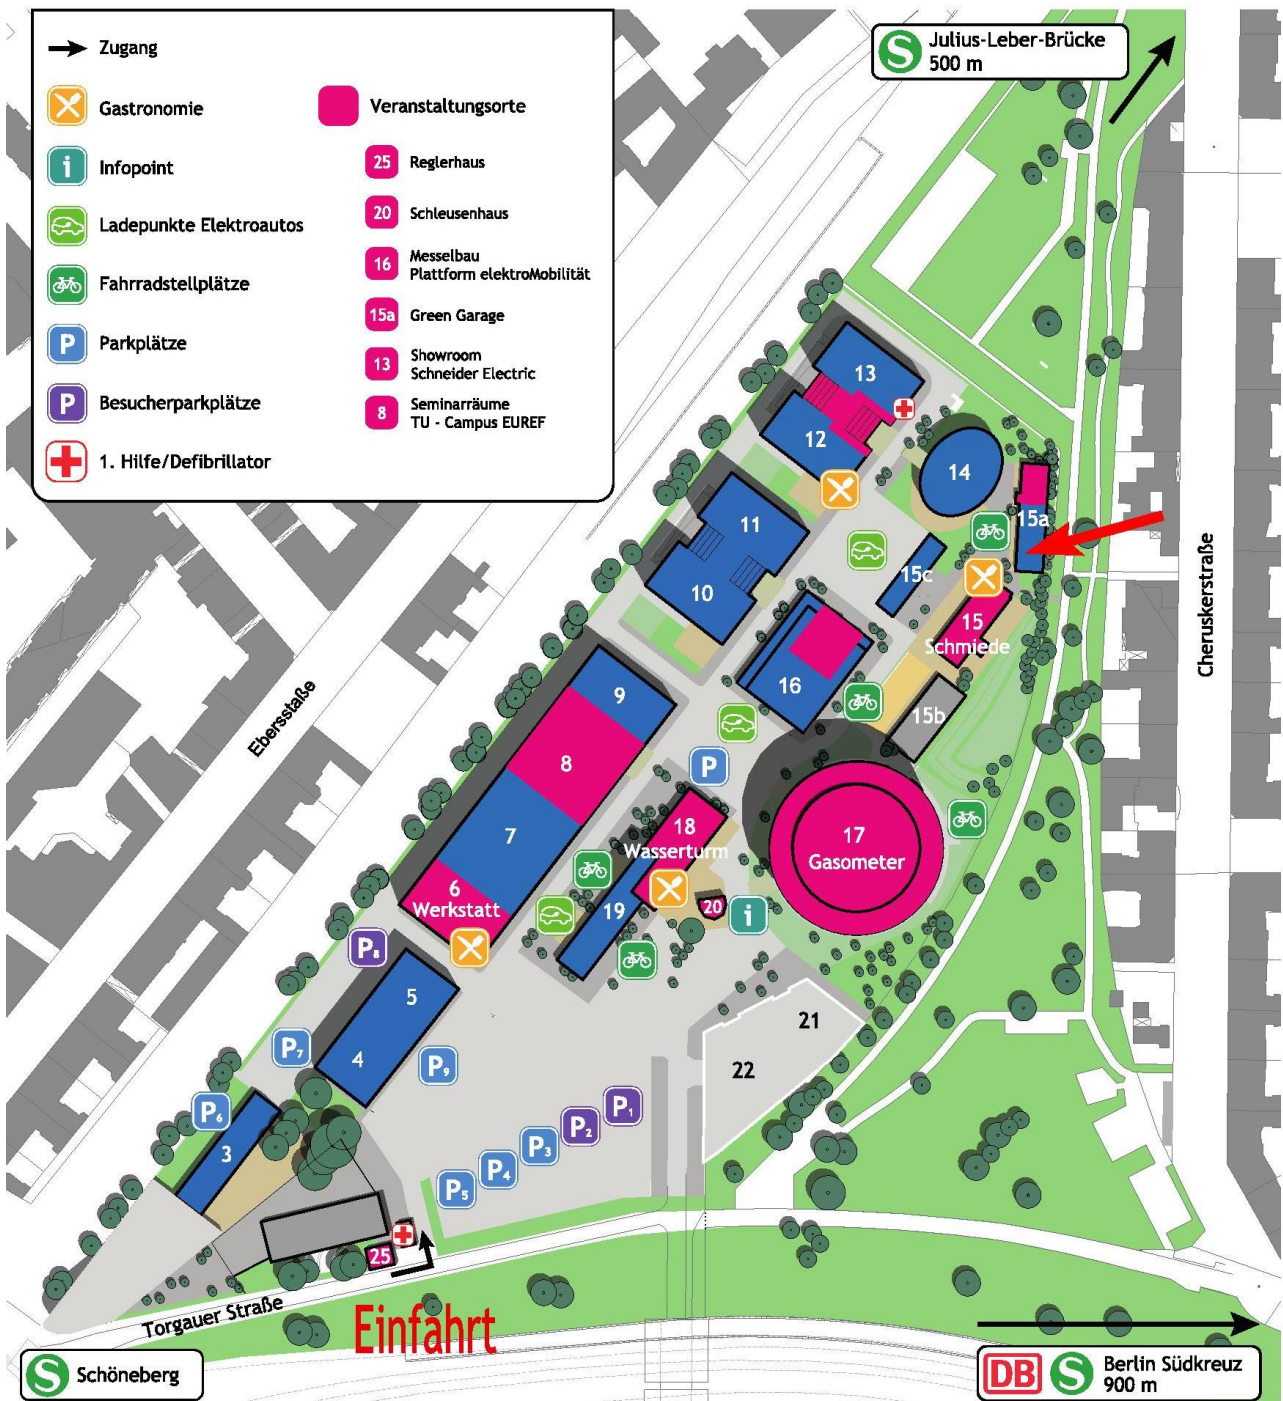 Zugang
Gastronomie
i
Infopoint
Ladepunkte Elektroautos
Fahrradstellplätze
P
Parkplätze
P
Besucherparkplätze
1. Hilfe/Defibrillator
Veranstaltungsorte
25
Reglerhaus
20
Schleusenhaus
16
Messelbau
Plattform elektroMobilität
15a
Green Garage
13
Showroom
Schneider Electric
8
Seminarräume
TU - Campus EUREF
S
Julius-Leber-Brücke
500 m
13
12
14
15a
11
10
15c
15
Schmiede
16
15b
9
8
7
6
Werkstatt
P
18
Wasserturm
17
Gasometer
19
20
i
P8
5
4
P7
P9
21
22
P6
3
P1
P2
P3
P4
P5
25
Ebersstaße
Cheruskerstraße
Torgauer Straße
Einfahrt
S
Schöneberg
DB
S
Berlin Südkreuz
900 m